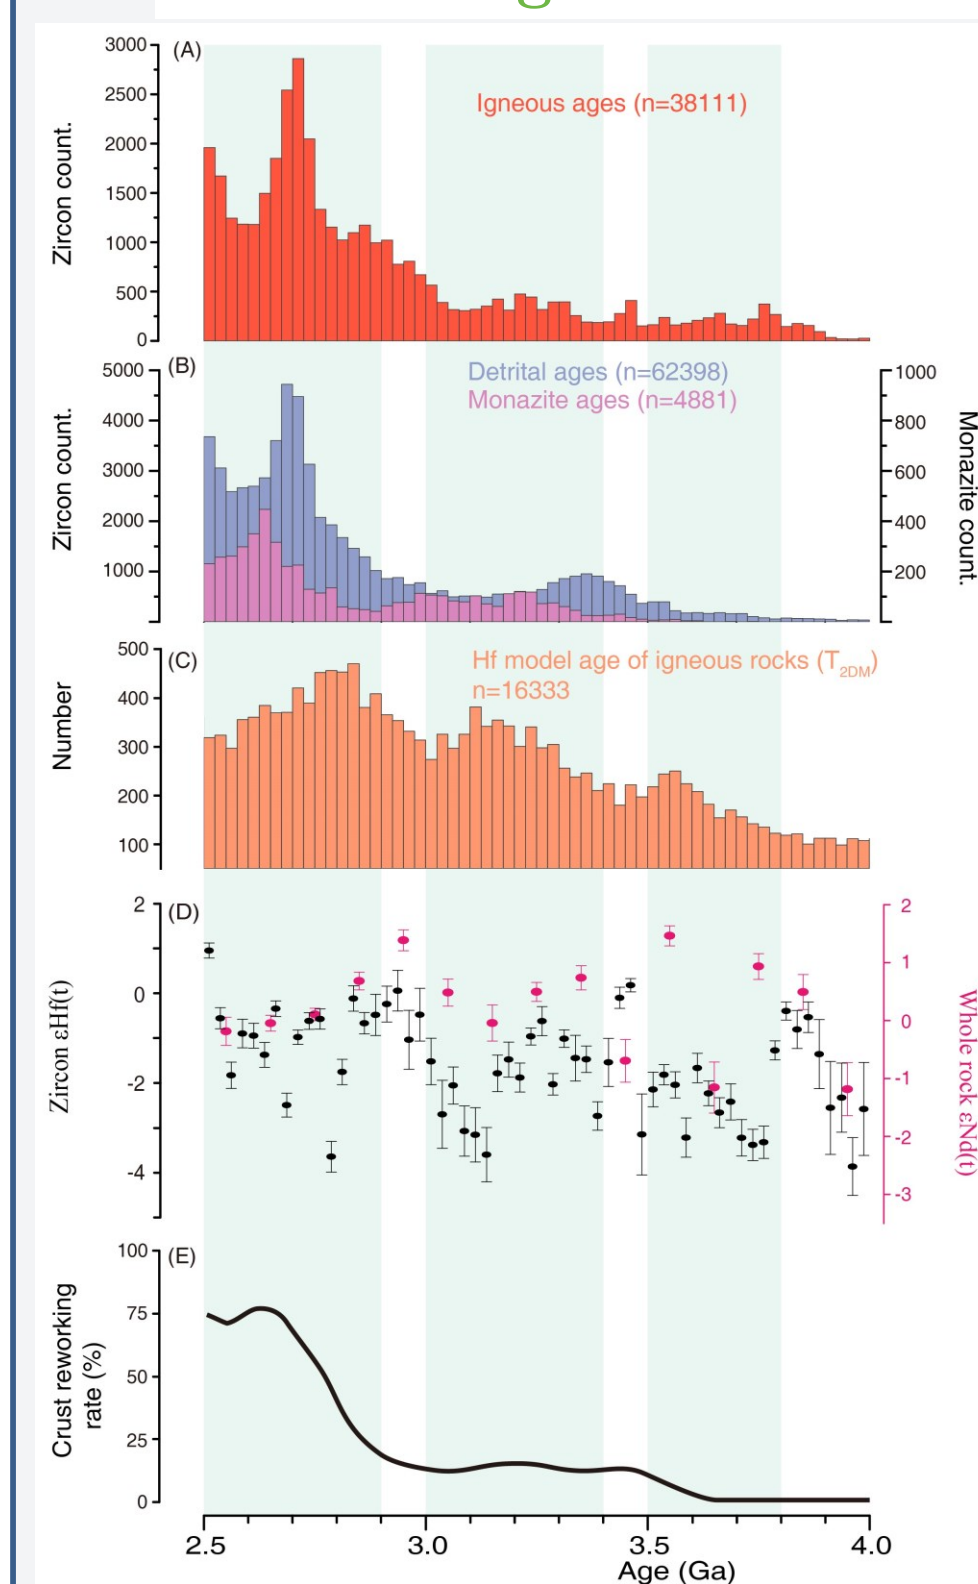 g
3000
(A)
2500
Igneous ages (n=38111)
2000
1500
1000
500
0
Zircon count.
5000
(B)
Detrital ages (n=62398)
1000
Monazite ages (n=4881)
4000
800
3000
600
2000
400
1000
200
Zircon count.
Monazite count.
500
(C)
Hf model age of igneous rocks (T2DM)
n=16333
400
300
200
100
Number
2
(D)
2
1
0
0
-1
-2
-2
-4
-3
Zircon εHf(t)
Whole rock εNd(t)
100
(E)
75
50
25
0
Crust reworking
rate (%)
2.5
3.0
3.5
4.0
Age (Ga)